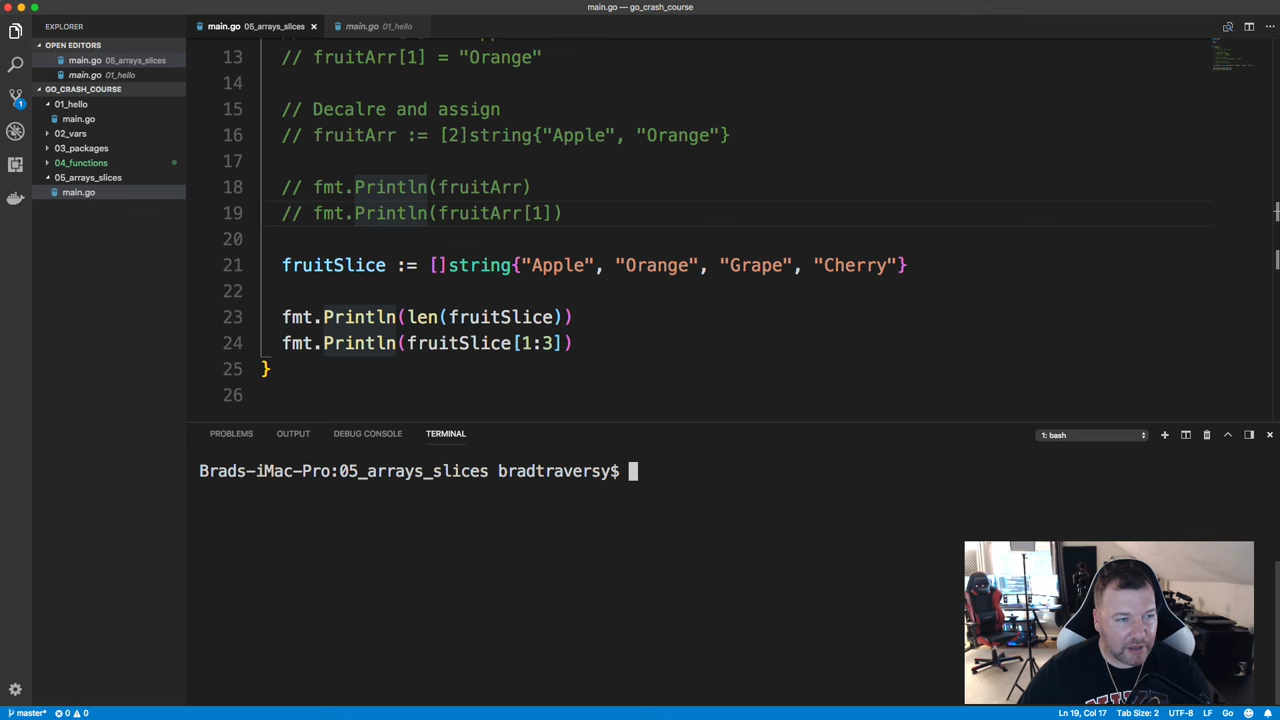 main.go — go_crash_course
EXPLORER
OPEN EDITORS
main.go 05_arrays_slices
main.go 01_hello
GO_CRASH_COURSE
01_hello
main.go
02_vars
03_packages
04_functions
05_arrays_slices
main.go
1
main.go 05_arrays_slices ×
main.go 01_hello
13 // fruitArr[1] = "Orange"
14
15 // Decalre and assign
16 // fruitArr := [2]string{"Apple", "Orange"}
17
18 // fmt.Println(fruitArr)
19 // fmt.Println(fruitArr[1])
20
21 fruitSlice := []string{"Apple", "Orange", "Grape", "Cherry"}
22
23 fmt.Println(len(fruitSlice))
24 fmt.Println(fruitSlice[1:3])
25 }
26
PROBLEMS OUTPUT DEBUG CONSOLE TERMINAL 1: bash
Brads-iMac-Pro:05_arrays_slices bradtraversy$
master* 0 0 Ln 19, Col 17 Tab Size: 2 UTF-8 LF Go